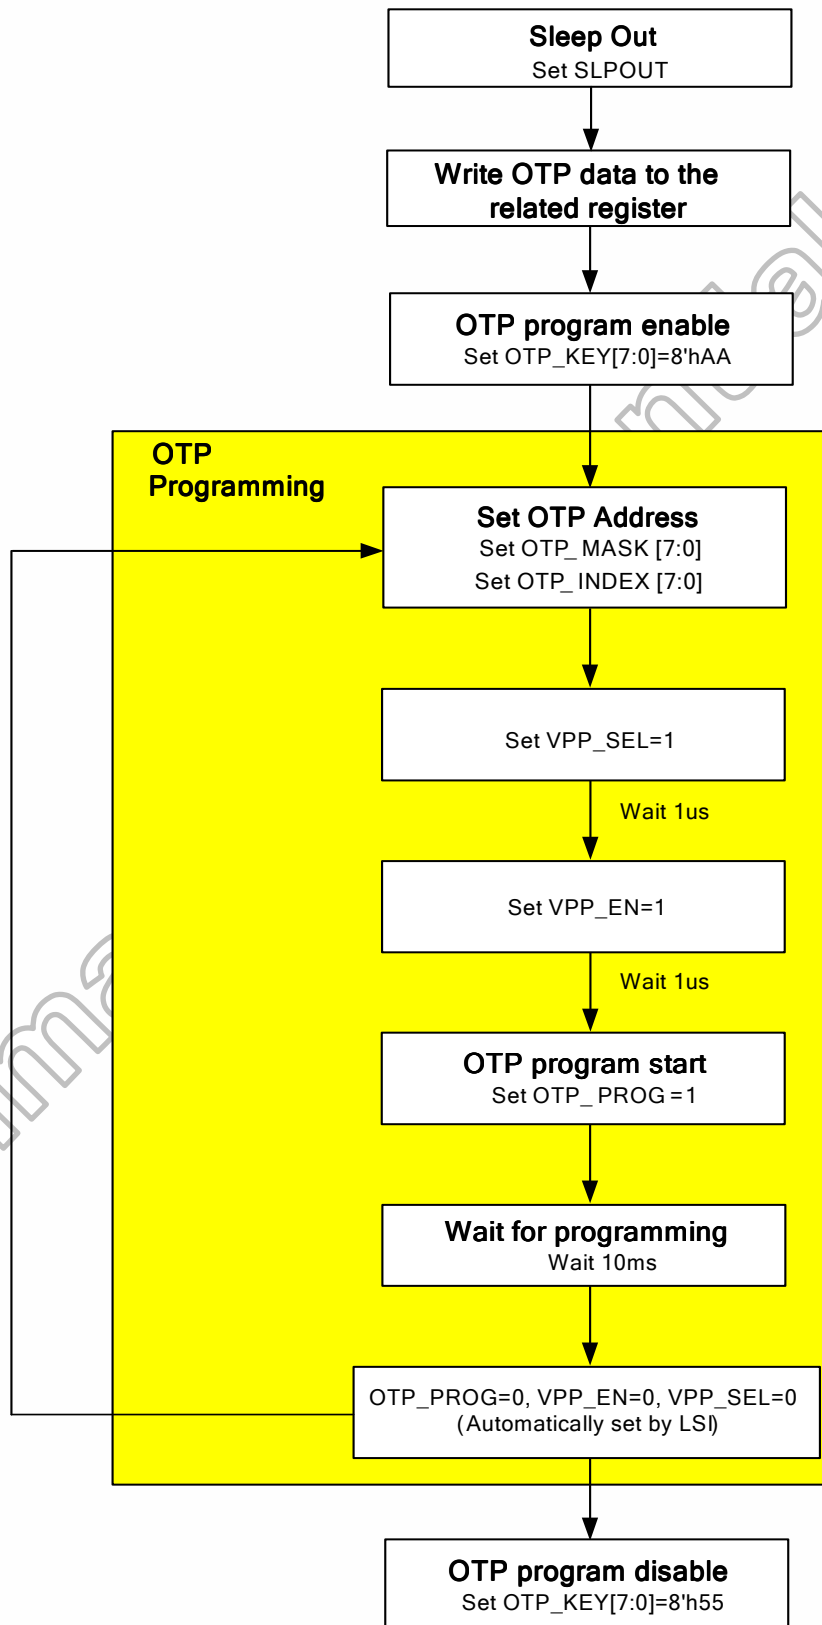 Sleep Out
Set SLPOUT
Write OTP data to the
related register
OTP program enable
Set OTP_KEY[7:0]=8'hAA
OTP
Programming
Set OTP Address
Set OTP_ MASK [7:0]
Set OTP_ INDEX [7:0]
Set VPP_SEL=1
Wait 1us
Set VPP_EN=1
Wait 1us
OTP program start
Set OTP_ PROG =1
Wait for programming
Wait 10ms
OTP_PROG=0, VPP_EN=0, VPP_SEL=0
(Automatically set by LSI)
OTP program disable
Set OTP_KEY[7:0]=8'h55